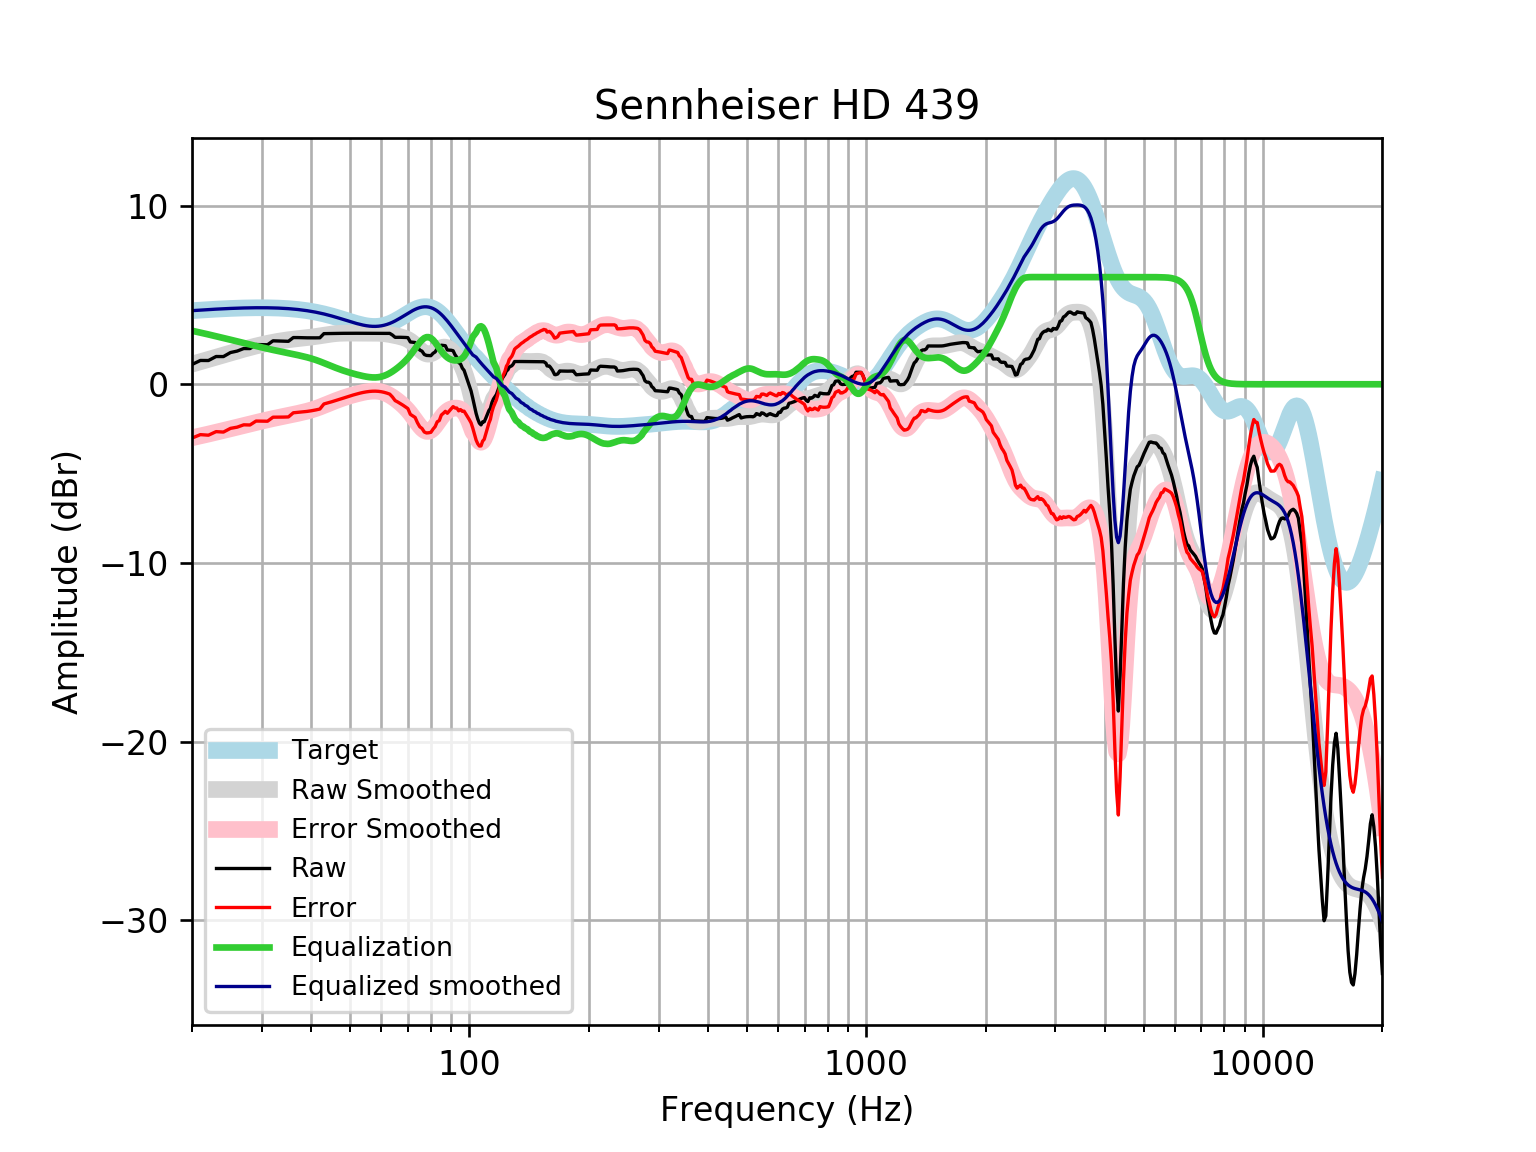 Sennheiser HD 439
Amplitude (dBr)
10
0
−10
−20
−30
Target
Raw Smoothed
Error Smoothed
Raw
Error
Equalization
Equalized smoothed
100
1000
10000
Frequency (Hz)